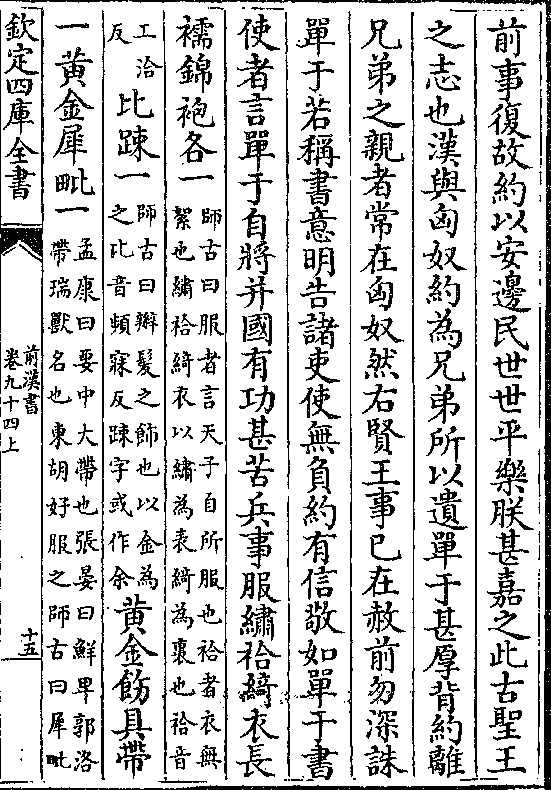 前事復故約以安邊民世世平樂朕甚嘉之此古聖王
之志也漢與匈奴約為兄弟所以遺單于甚厚背約離
兄弟之親者常在匈奴然右賢王事已在赦前勿深誅
單于若稱書意明告諸吏使無負約有信敬如單于書
使者言單于自將并國有功甚苦兵事服繡袷綺衣長
襦錦袍各一
師古曰服者言天子自所服也袷者衣無
絮也繡袷綺衣以繡為表綺為裏也袷音
工洽
反
比踈一
師古曰辮髮之飾也以金為
之比音頻寐反踈字或作余
黄金飭具帶
一黄金犀毗一
孟康曰要中大帶也張晏曰鮮卑郭洛
帶瑞獸名也東胡好服之師古曰犀毗
欽定四庫全書
前漢書
卷九十四上
十五